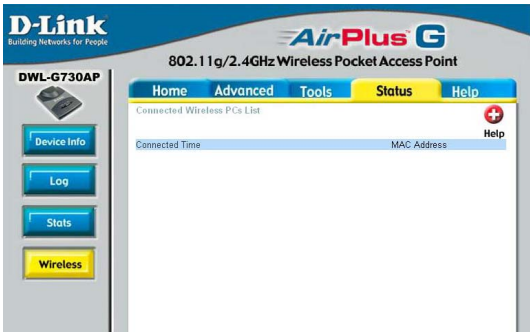 D-Link
Building Networks for People
AirPlus G
802.11g/2.4GHz Wireless Pocket Access Point
DWL-G730AP
Home Advanced Tools Status Help
Connected Wireless PCs List
Help
Connected Time MAC Address
Device Info
Log
Stats
Wireless